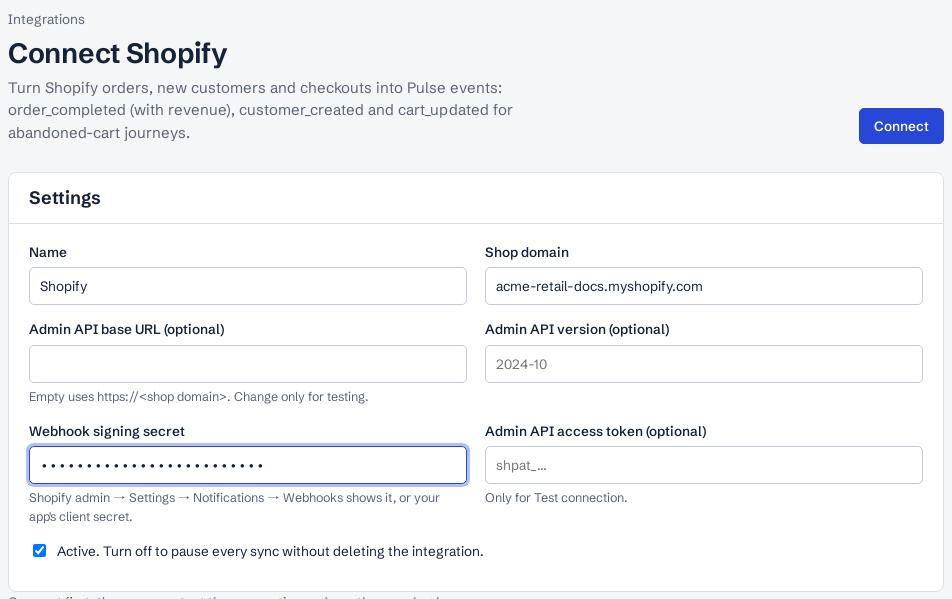 Integrations
Connect Shopify
Turn Shopify orders, new customers and checkouts into Pulse events:
order_completed (with revenue), customer_created and cart_updated for
abandoned-cart journeys.
Connect
Settings
Name
Shop domain
Shopify
acme-retail-docs.myshopify.com
Admin API base URL (optional)
Admin API version (optional)
2024-10
Empty uses https://<shop domain>. Change only for testing.
Webhook signing secret
Admin API access token (optional)
•••••••••••••••••••••••••
shpat_…
Shopify admin → Settings → Notifications → Webhooks shows it, or your
app's client secret.
Only for Test connection.
Active. Turn off to pause every sync without deleting the integration.